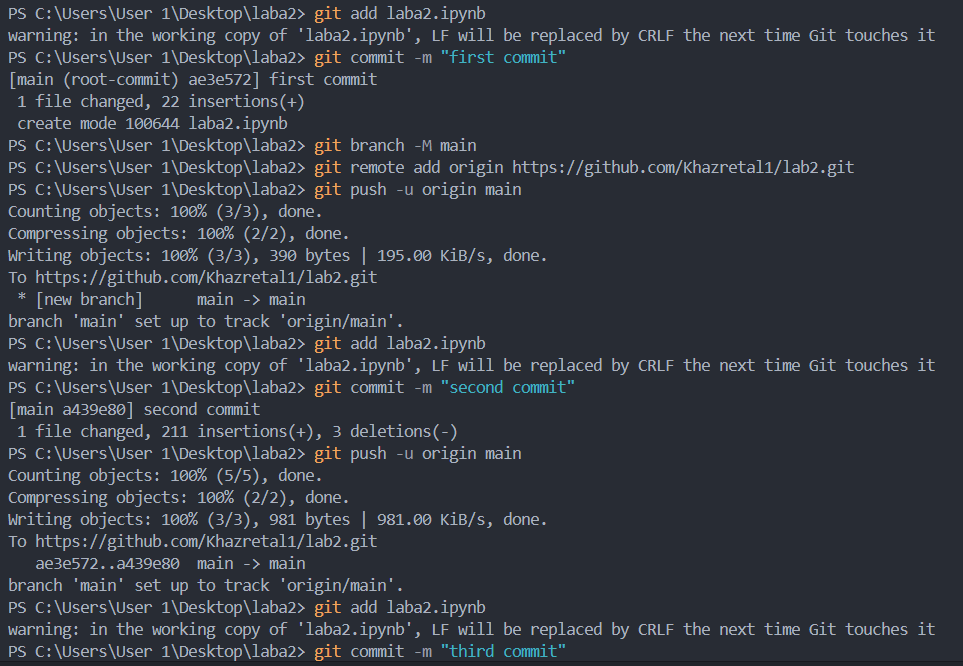 PS C:\Users\User 1\Desktop\laba2> git add laba2.ipynb
warning: in the working copy of 'laba2.ipynb', LF will be replaced by CRLF the next time Git touches it
PS C:\Users\User 1\Desktop\laba2> git commit -m "first commit"
[main (root-commit) ae3e572] first commit
 1 file changed, 22 insertions(+)
 create mode 100644 laba2.ipynb
PS C:\Users\User 1\Desktop\laba2> git branch -M main
PS C:\Users\User 1\Desktop\laba2> git remote add origin https://github.com/Khazretal1/lab2.git
PS C:\Users\User 1\Desktop\laba2> git push -u origin main
Counting objects: 100% (3/3), done.
Compressing objects: 100% (2/2), done.
Writing objects: 100% (3/3), 390 bytes | 195.00 KiB/s, done.
To https://github.com/Khazretal1/lab2.git
 * [new branch]      main -> main
branch 'main' set up to track 'origin/main'.
PS C:\Users\User 1\Desktop\laba2> git add laba2.ipynb
warning: in the working copy of 'laba2.ipynb', LF will be replaced by CRLF the next time Git touches it
PS C:\Users\User 1\Desktop\laba2> git commit -m "second commit"
[main a439e80] second commit
 1 file changed, 211 insertions(+), 3 deletions(-)
PS C:\Users\User 1\Desktop\laba2> git push -u origin main
Counting objects: 100% (5/5), done.
Compressing objects: 100% (2/2), done.
Writing objects: 100% (3/3), 981 bytes | 981.00 KiB/s, done.
To https://github.com/Khazretal1/lab2.git
   ae3e572..a439e80  main -> main
branch 'main' set up to track 'origin/main'.
PS C:\Users\User 1\Desktop\laba2> git add laba2.ipynb
warning: in the working copy of 'laba2.ipynb', LF will be replaced by CRLF the next time Git touches it
PS C:\Users\User 1\Desktop\laba2> git commit -m "third commit"